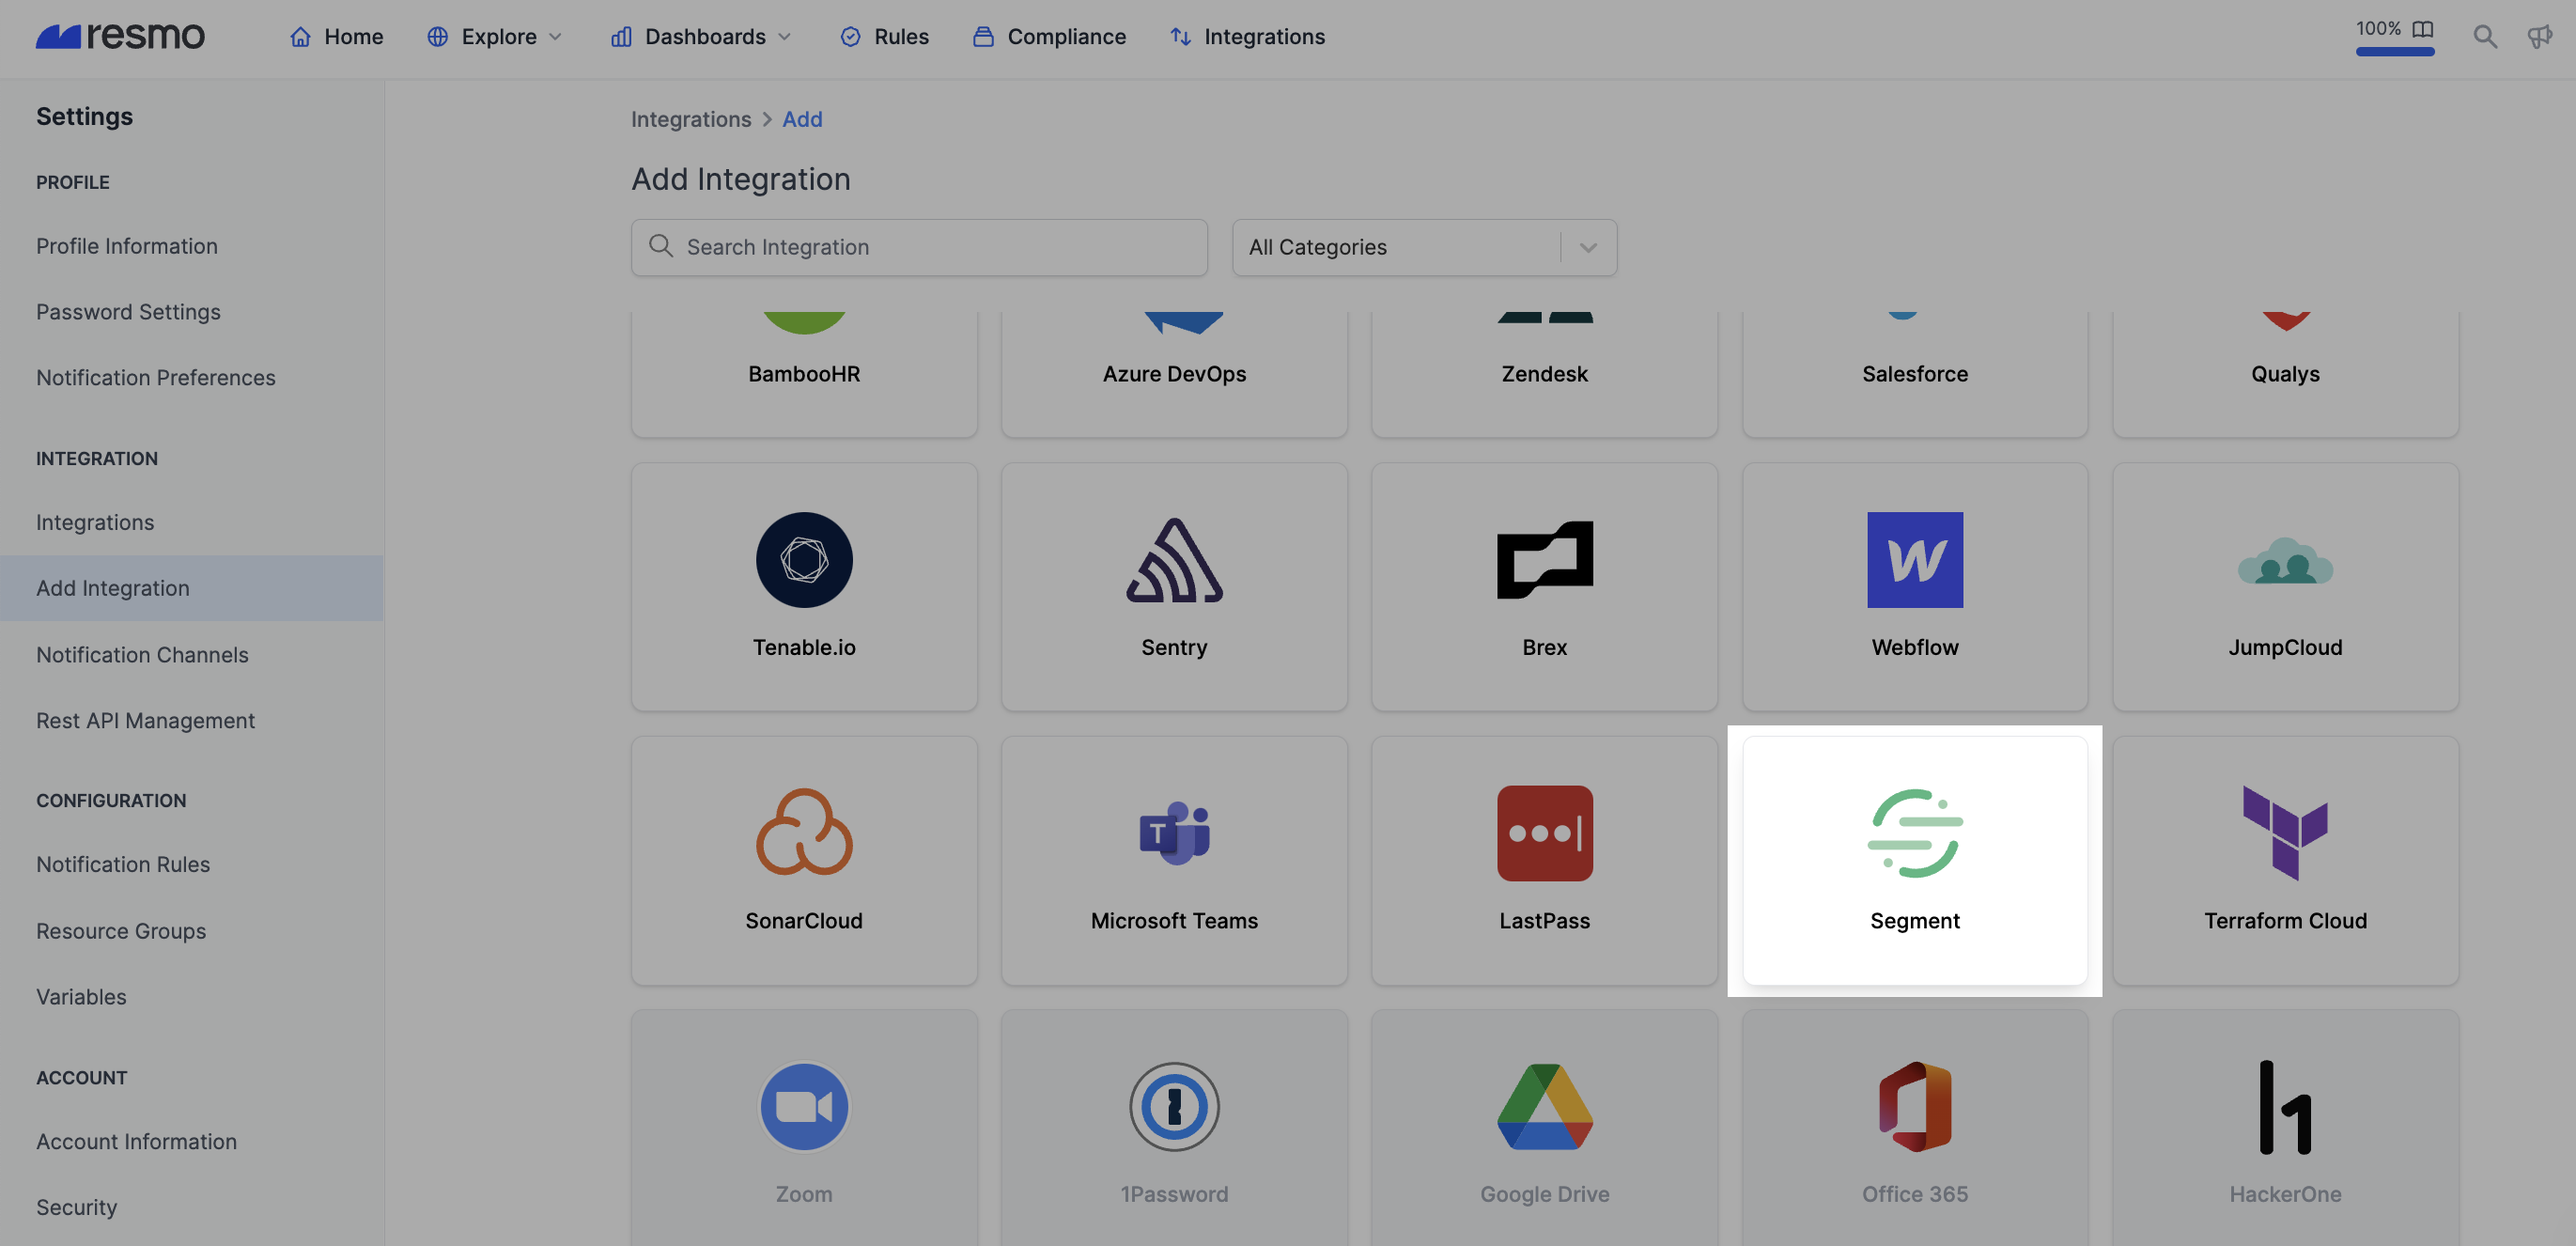 resmo
Home
Explore
Dashboards
Rules
Compliance
Integrations
100%
Settings
PROFILE
Profile Information
Password Settings
Notification Preferences
INTEGRATION
Integrations
Add Integration
Notification Channels
Rest API Management
CONFIGURATION
Notification Rules
Resource Groups
Variables
ACCOUNT
Account Information
Security
Integrations > Add
Add Integration
Search Integration
All Categories
BambooHR
Azure DevOps
Zendesk
Salesforce
Qualys
Tenable.io
Sentry
Brex
Webflow
JumpCloud
SonarCloud
Microsoft Teams
LastPass
Segment
Terraform Cloud
Zoom
1Password
Google Drive
Office 365
HackerOne